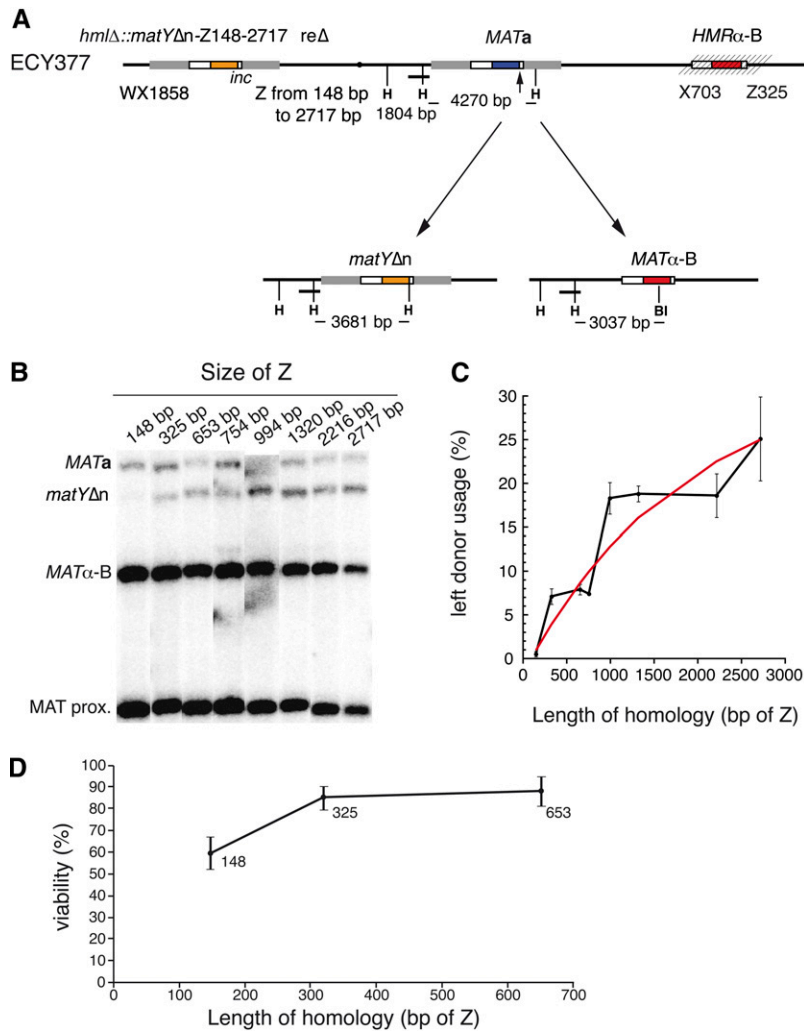 A
hmlΔ::matYΔn-Z148-2717 reΔ
MATa
HMRα-B
ECY377
inc
WX1858
Z from 148 bp
to 2717 bp
H
H
1804 bp
4270 bp
H
X703
Z325
matYΔn
MATα-B
H
H
H
3681 bp
H
H
BI
3037 bp
B
Size of Z
148 bp
325 bp
653 bp
754 bp
994 bp
1320 bp
2216 bp
2717 bp
MATa
matYΔn
MATα-B
MAT prox.
C
left donor usage (%)
30
25
20
15
10
5
0
0
500
1000
1500
2000
2500
3000
Length of homology (bp of Z)
D
viability (%)
100
90
80
70
60
50
40
30
20
10
0
148
325
653
0
100
200
300
400
500
600
700
Length of homology (bp of Z)